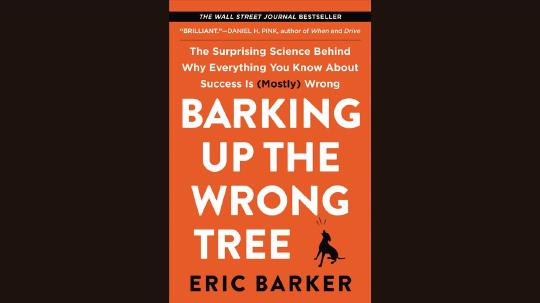 THE WALL STREET JOURNAL BESTSELLER
"BRILLIANT."—DANIEL H. PINK, author of When and Drive
The Surprising Science Behind
Why Everything You Know About
Success Is (Mostly) Wrong
BARKING
UP THE
WRONG
TREE
ERIC BARKER